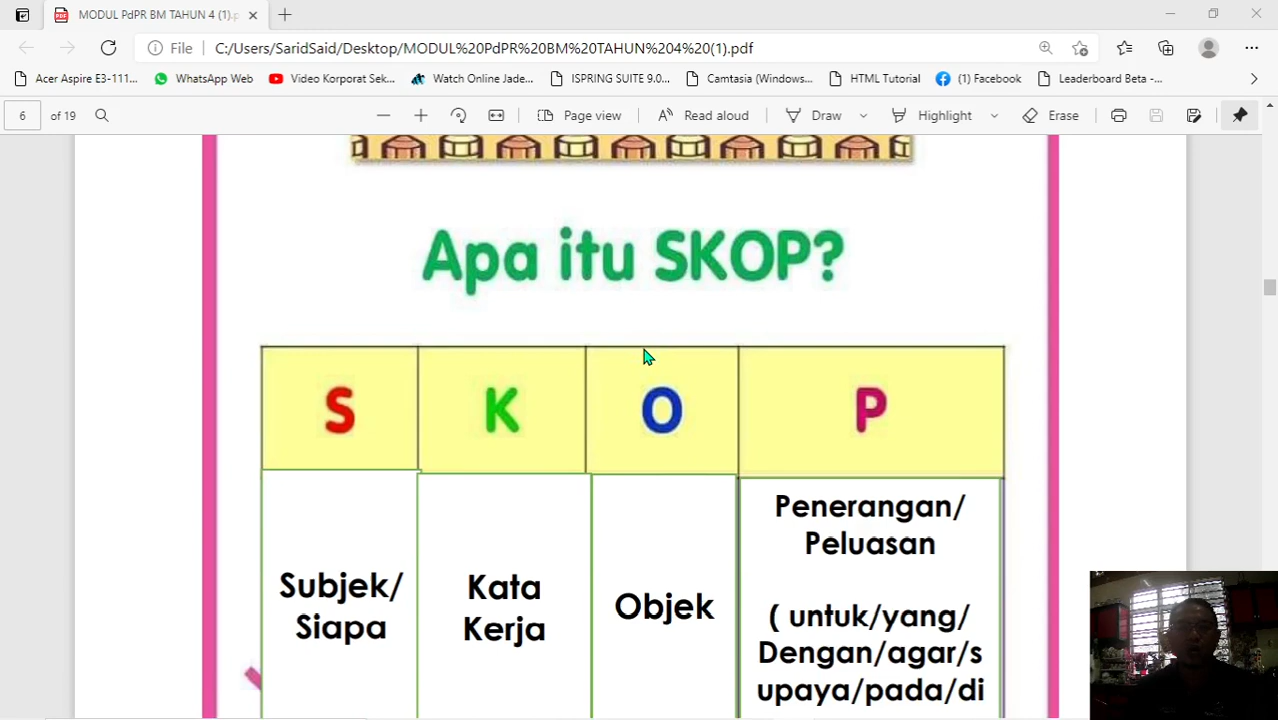 MODUL PdPR BM TAHUN 4 (1).p
File C:/Users/SaridSaid/Desktop/MODUL%20PdPR%20BM%20TAHUN%204%20(1).pdf
Acer Aspire E3-111... WhatsApp Web Video Korporat Sek... Watch Online Jade... ISPRING SUITE 9.0... Camtasia (Windows... HTML Tutorial (1) Facebook Leaderboard Beta -...
6 of 19 Page view Read aloud Draw Highlight Erase
Apa itu SKOP?
S K O P
Subjek/
Siapa
Kata
Kerja
Objek
Penerangan/
Peluasan
( untuk/yang/
Dengan/agar/s
upaya/pada/di